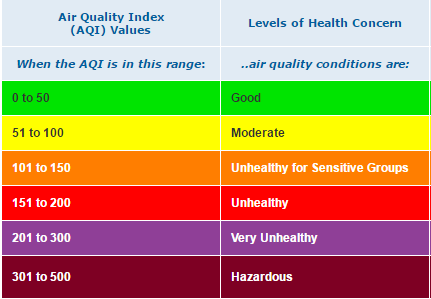 Air Quality Index
(AQI) Values
Levels of Health Concern
When the AQI is in this range:
..air quality conditions are:
0 to 50
Good
51 to 100
Moderate
101 to 150
Unhealthy for Sensitive Groups
151 to 200
Unhealthy
201 to 300
Very Unhealthy
301 to 500
Hazardous